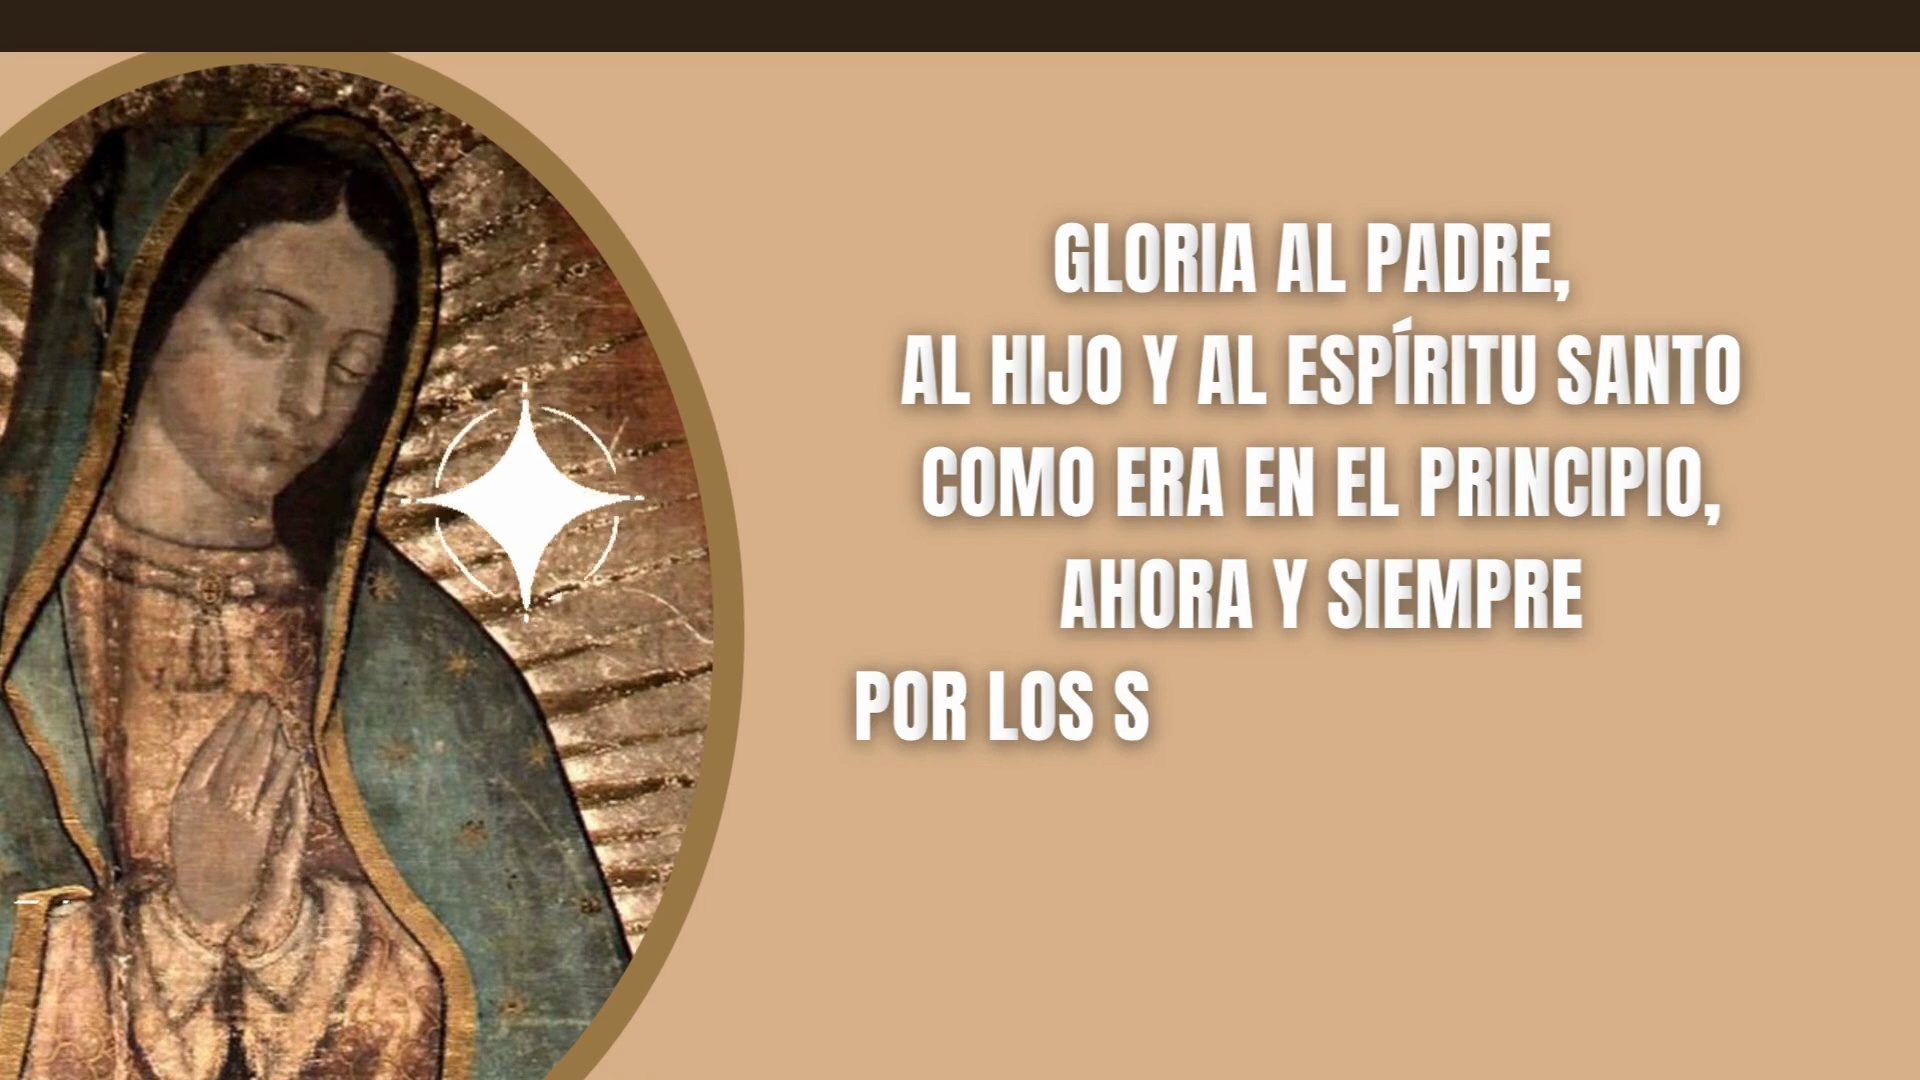 GLORIA AL PADRE,
AL HIJO Y AL ESPÍRITU SANTO
COMO ERA EN EL PRINCIPIO,
AHORA Y SIEMPRE
POR LOS S